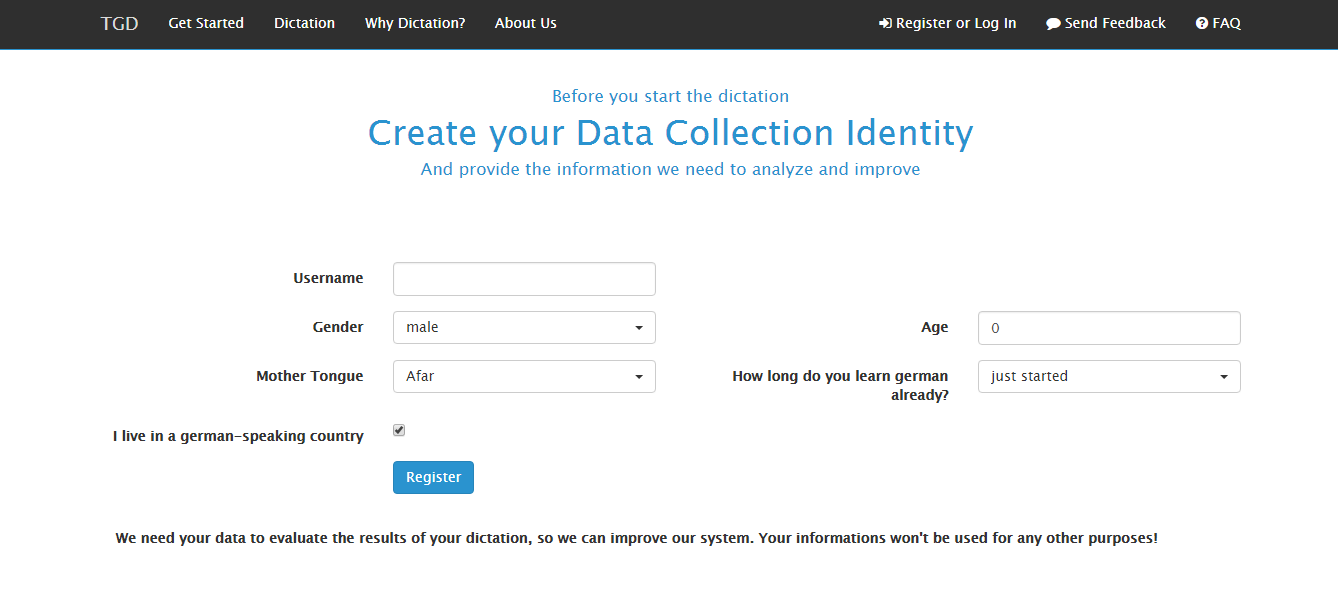 TGD Get Started Dictation Why Dictation? About Us Register or Log In Send Feedback FAQ
Before you start the dictation
Create your Data Collection Identity
And provide the information we need to analyze and improve
Username
Gender male Age 0
Mother Tongue Afar How long do you learn german
already? just started
I live in a german-speaking country
Register
We need your data to evaluate the results of your dictation, so we can improve our system. Your informations won't be used for any other purposes!